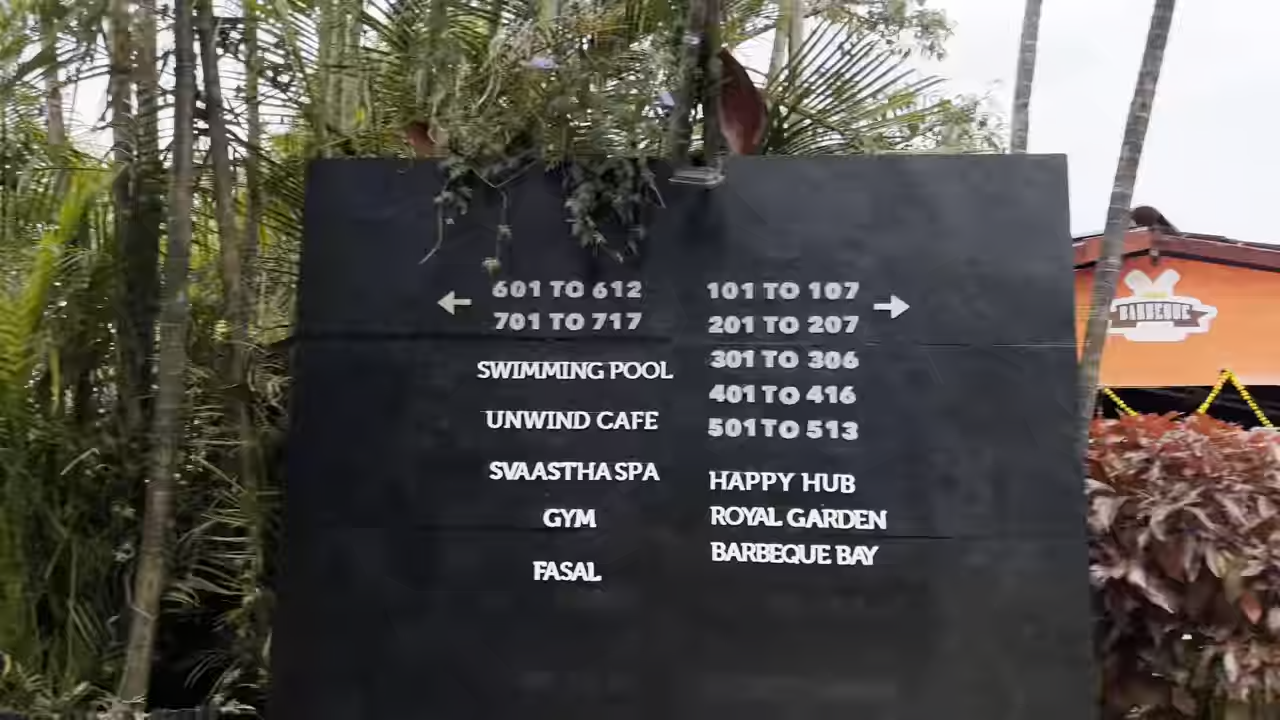 601 TO 612
701 TO 717
SWIMMING POOL
UNWIND CAFE
SVAASTHA SPA
GYM
FASAL
101 TO 107
201 TO 207
301 TO 306
401 TO 416
501 TO 513
HAPPY HUB
ROYAL GARDEN
BARBEQUE BAY
BARBEQUE